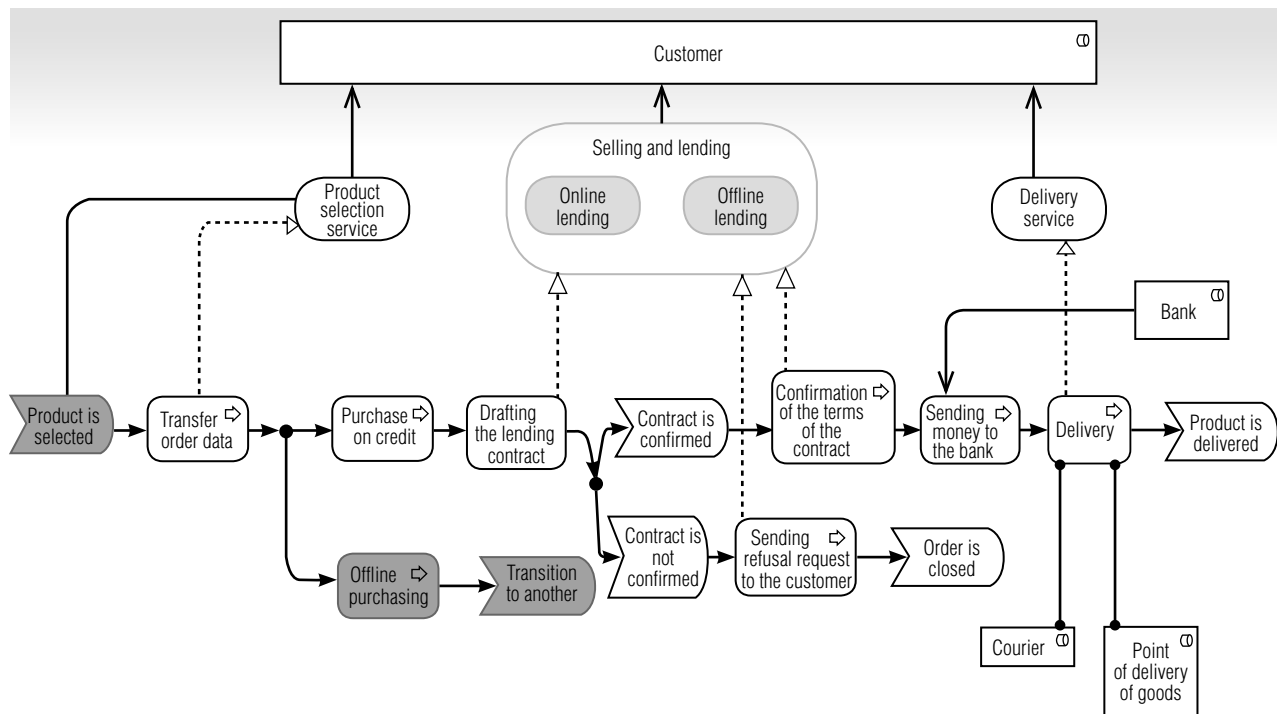 Customer
Selling and lending
Product
selection
service
Online
lending
Offline
lending
Delivery
service
Bank
Product is
selected
Transfer
order data
Purchase
on credit
Drafting
the lending
contract
Contract is
confirmed
Confirmation
of the terms
of the
contract
Sending
money to
the bank
Delivery
Product is
delivered
Offline
purchasing
Transition
to another
Contract is
not
confirmed
Sending
refusal request
to the customer
Order is
closed
Courier
Point
of delivery
of goods